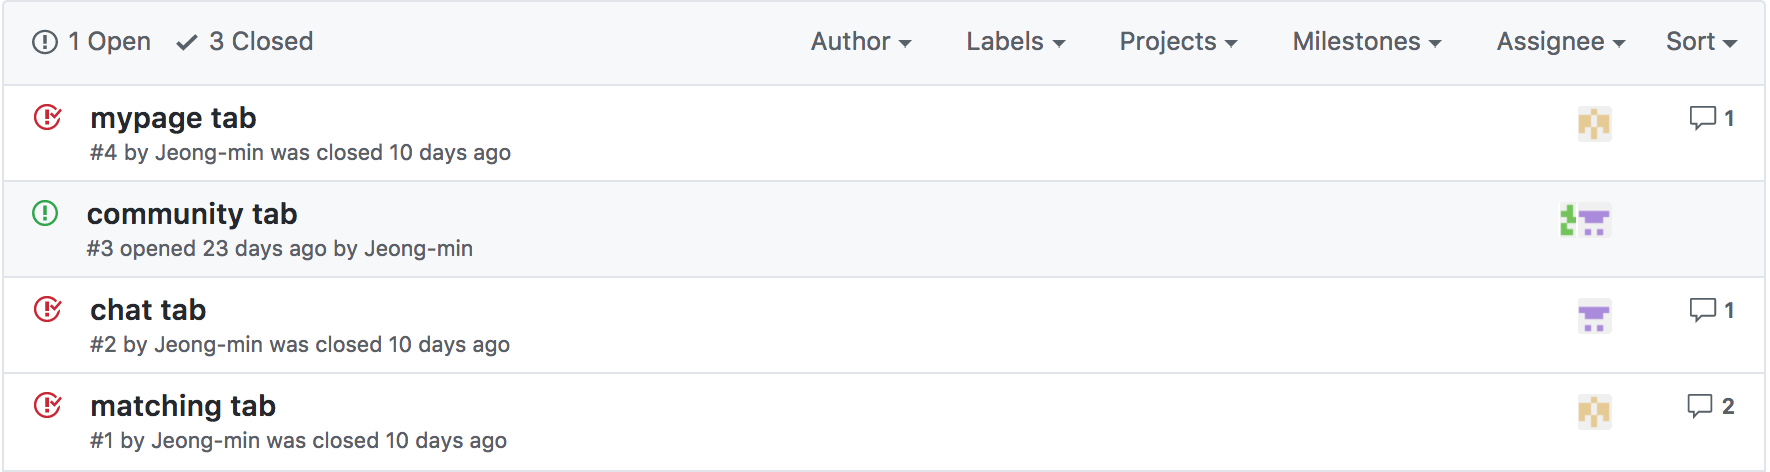 1 Open 3 Closed Author Labels Projects Milestones Assignee Sort
mypage tab 1
#4 by Jeong-min was closed 10 days ago
community tab
#3 opened 23 days ago by Jeong-min
chat tab 1
#2 by Jeong-min was closed 10 days ago
matching tab 2
#1 by Jeong-min was closed 10 days ago